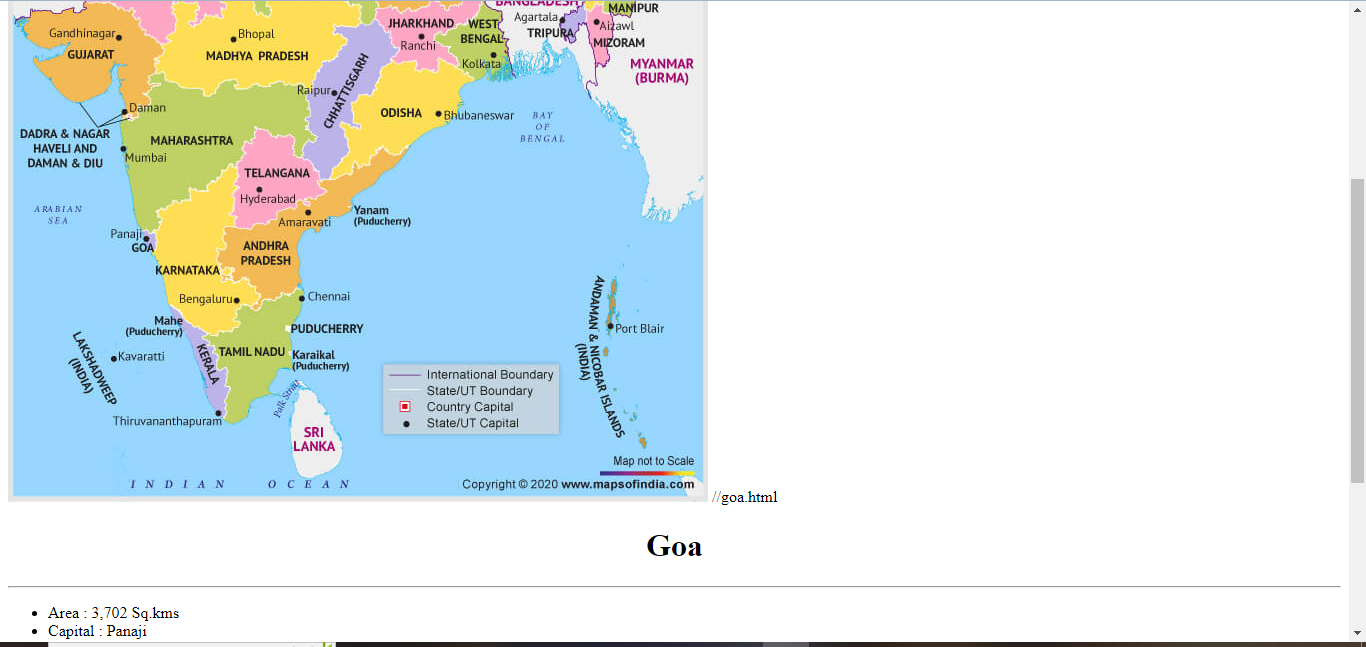 BANGLADESH
MANIPUR
Gandhinagar
Bhopal
JHARKHAND
WEST
BENGAL
Agartala
Aizawl
TRIPURA
MIZORAM
GUJARAT
MADHYA PRADESH
Ranchi
Kolkata
MYANMAR
(BURMA)
Raipur
CHHATTISGARH
Daman
ODISHA
Bhubaneswar
BAY
OF
BENGAL
DADRA & NAGAR
HAVELI AND
DAMAN & DIU
MAHARASHTRA
Mumbai
TELANGANA
Hyderabad
ARABIAN
SEA
Yanam
(Puducherry)
Amaravati
Panaji
GOA
ANDHRA
PRADESH
KARNATAKA
Bengaluru
Chennai
Mahe
(Puducherry)
PUDUCHERRY
ANDAMAN & NICOBAR ISLANDS
(INDIA)
Port Blair
LAKSHADWEEP
(INDIA)
Kavaratti
KERALA
TAMIL NADU
Karaikal
(Puducherry)
Palk Strait
Thiruvananthapuram
SRI
LANKA
International Boundary
State/UT Boundary
Country Capital
State/UT Capital
Map not to Scale
INDIAN OCEAN
Copyright © 2020 www.mapsofindia.com
//goa.html
Goa
Area : 3,702 Sq.kms
Capital : Panaji